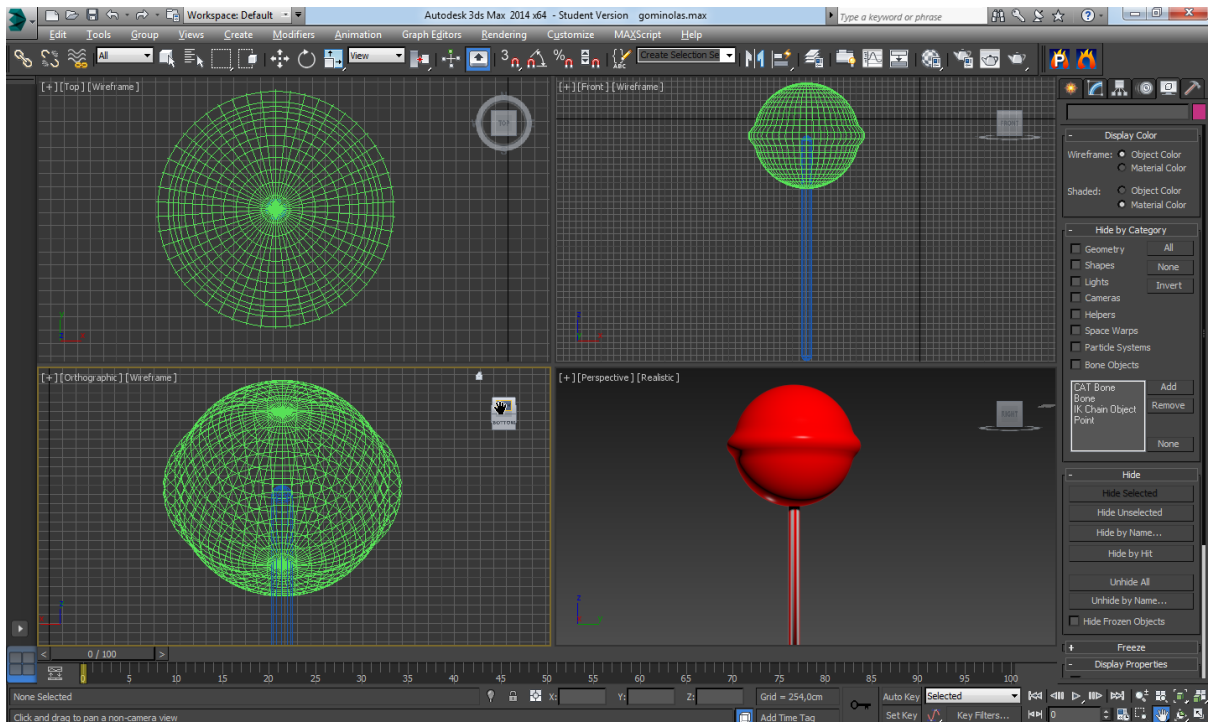 Workspace: Default
Autodesk 3ds Max 2014 x64 - Student Version gominolas.max
Type a keyword or phrase
Edit Tools Group Views Create Modifiers Animation Graph Editors Rendering Customize MAXScript Help
All
View
3
Create Selection Se
[+] [Top] [Wireframe]
TOP
[+] [Front] [Wireframe]
FRONT
Display Color
Wireframe: Object Color
Material Color
Shaded: Object Color
Material Color
Hide by Category
Geometry
All
Shapes
None
Lights
Invert
Cameras
Helpers
Space Warps
Particle Systems
Bone Objects
[+] [Orthographic] [Wireframe]
BOTTOM
[+] [Perspective] [Realistic]
RIGHT
CAT Bone
Bone
IK Chain Object
Point
Add
Remove
None
Hide
Hide Selected
Hide Unselected
Hide by Name...
Hide by Hit
Unhide All
Unhide by Name...
Hide Frozen Objects
Freeze
Display Properties
0 / 100
0 5 10 15 20 25 30 35 40 45 50 55 60 65 70 75 80 85 90 95 100
None Selected
X: Y: Z:
Grid = 254,0cm
Auto Key
Selected
Click and drag to pan a non-camera view
Add Time Tag
Set Key
Key Filters...
0